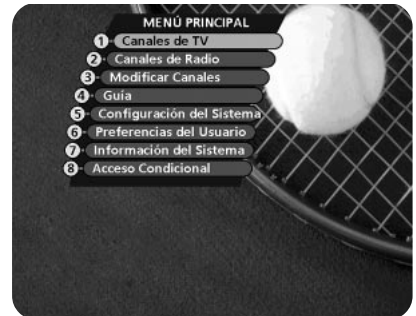 MENÚ PRINCIPAL
1 Canales de TV
2 Canales de Radio
3 Modificar Canales
4 Guía
5 Configuración del Sistema
6 Preferencias del Usuario
7 Información del Sistema
8 Acceso Condicional